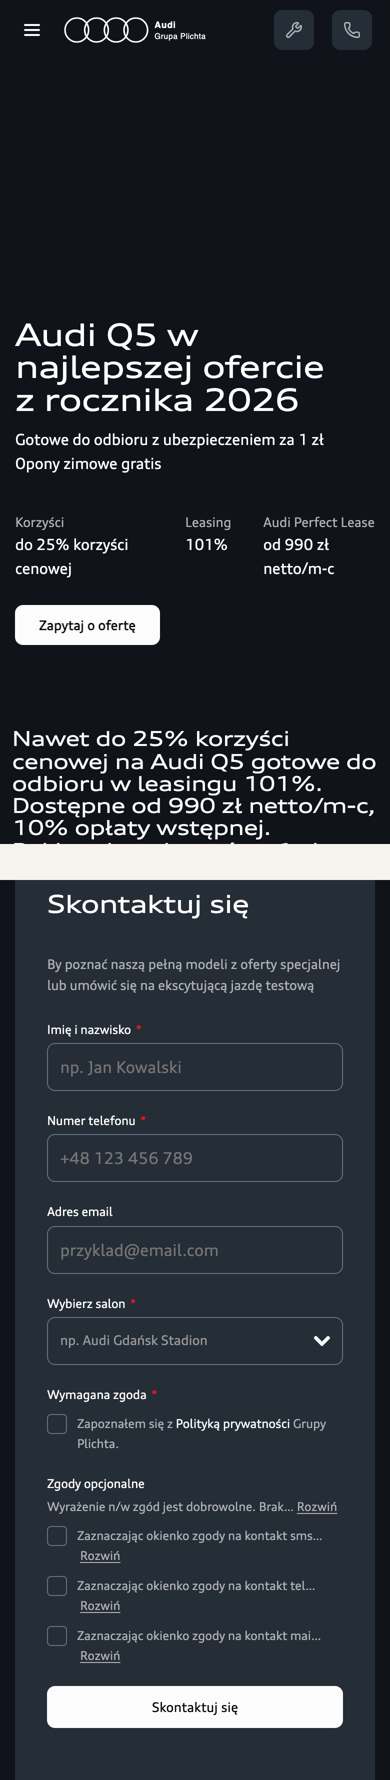 Audi
Grupa Plichta
Audi Q5 w
najlepszej ofercie
z rocznika 2026
Gotowe do odbioru z ubezpieczeniem za 1 zł
Opony zimowe gratis
Korzyści
do 25% korzyści
cenowej
Leasing
101%
Audi Perfect Lease
od 990 zł
netto/m-c
Zapytaj o ofertę
Nawet do 25% korzyści
cenowej na Audi Q5 gotowe do
odbioru w leasingu 101%.
Dostępne od 990 zł netto/m-c,
10% opłaty wstępnej.
Skontaktuj się
By poznać naszą pełną modeli z oferty specjalnej
lub umówić się na ekscytującą jazdę testową
Imię i nazwisko *
np. Jan Kowalski
Numer telefonu *
+48 123 456 789
Adres email
przyklad@email.com
Wybierz salon *
np. Audi Gdańsk Stadion
Wymagana zgoda *
Zapoznałem się z Polityką prywatności Grupy
Plichta.
Zgody opcjonalne
Wyrażenie n/w zgód jest dobrowolne. Brak... Rozwiń
Zaznaczając okienko zgody na kontakt sms...
Rozwiń
Zaznaczając okienko zgody na kontakt tel...
Rozwiń
Zaznaczając okienko zgody na kontakt mai...
Rozwiń
Skontaktuj się